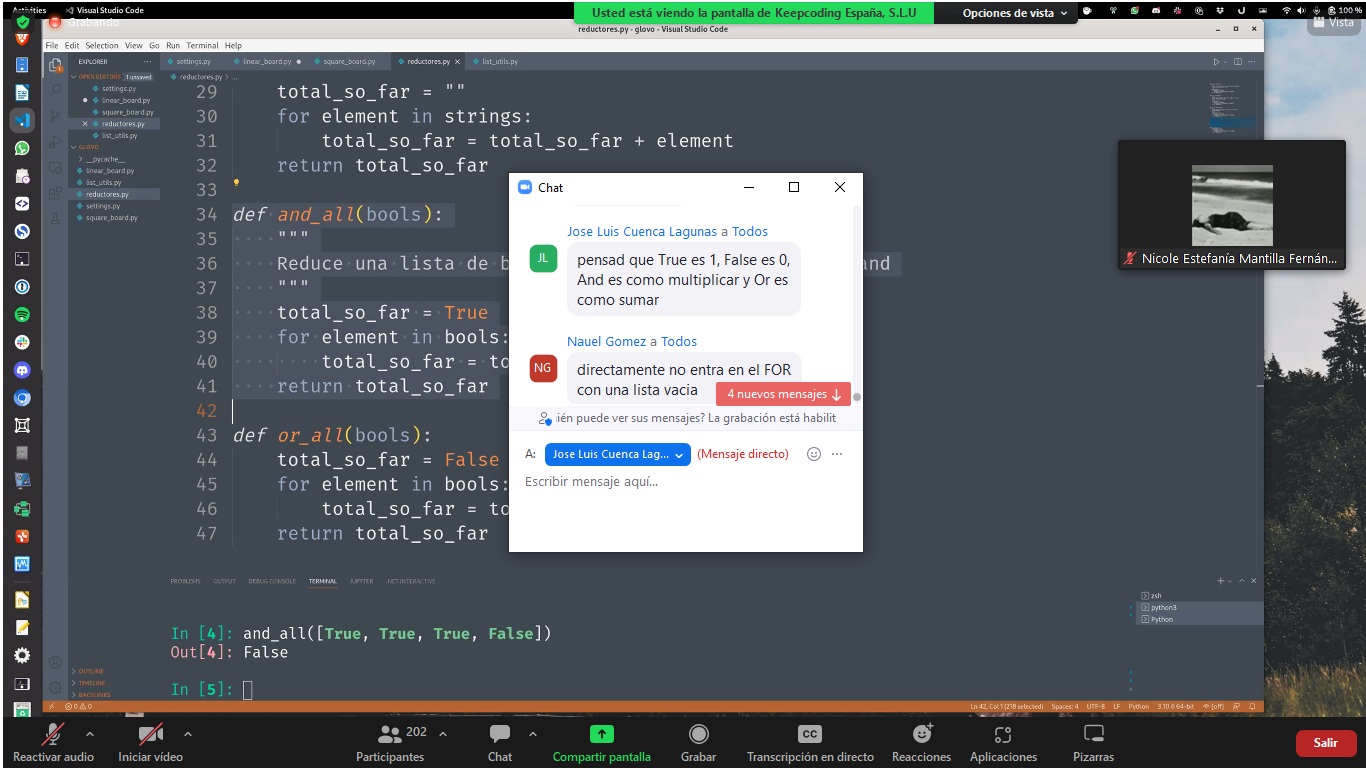 Activities
Visual Studio Code
Usted está viendo la pantalla de Keepcoding España, S.L.U
Opciones de vista
100 %
Grabando
Vista
reductores.py - glovo - Visual Studio Code
File Edit Selection View Go Run Terminal Help
EXPLORER
settings.py
linear_board.py
square_board.py
reductores.py
list_utils.py
OPEN EDITORS 1 unsaved
settings.py
linear_board.py
square_board.py
reductores.py
list_utils.py
GLOVO
__pycache__
linear_board.py
list_utils.py
reductores.py
settings.py
square_board.py
reductores.py > ...
29 total_so_far = ""
30 for element in strings:
31 total_so_far = total_so_far + element
32 return total_so_far
33
34 def and_all(bools):
35 """
36 Reduce una lista de b and
37 """
38 total_so_far = True
39 for element in bools:
40 total_so_far = to
41 return total_so_far
42
43 def or_all(bools):
44 total_so_far = False
45 for element in bools:
46 total_so_far = to
47 return total_so_far
Chat
Jose Luis Cuenca Lagunas a Todos
JL
pensad que True es 1, False es 0,
And es como multiplicar y Or es
como sumar
Nauel Gomez a Todos
NG
directamente no entra en el FOR
con una lista vacia
4 nuevos mensajes
ién puede ver sus mensajes? La grabación está habilit
A: Jose Luis Cuenca Lag... (Mensaje directo)
Escribir mensaje aquí...
Nicole Estefanía Mantilla Fernán...
PROBLEMS OUTPUT DEBUG CONSOLE TERMINAL JUPYTER .NET INTERACTIVE
zsh
python3
Python
In [4]: and_all([True, True, True, False])
Out[4]: False
In [5]:
OUTLINE
TIMELINE
BACKLINKS
0 0
Ln 42, Col 1 (218 selected) Spaces: 4 UTF-8 LF Python 3.10.6 64-bit [off]
Reactivar audio
Iniciar vídeo
Participantes
202
Chat
Compartir pantalla
Grabar
CC
Transcripción en directo
Reacciones
Aplicaciones
Pizarras
Salir